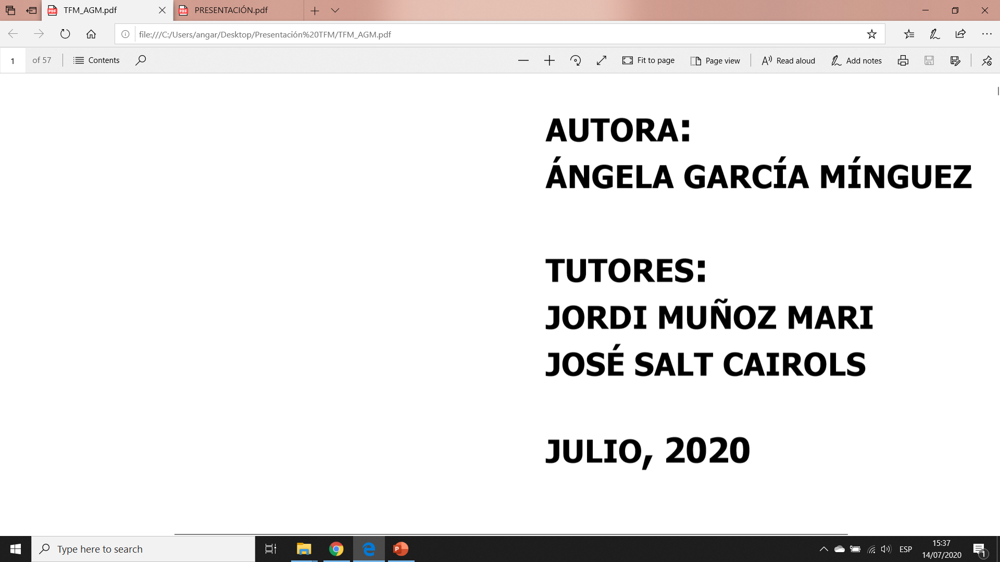 TFM_AGM.pdf
PRESENTACIÓN.pdf
file:///C:/Users/angar/Desktop/Presentación%20TFM/TFM_AGM.pdf
1 of 57 Contents Fit to page Page view Read aloud Add notes
AUTORA:
ÁNGELA GARCÍA MÍNGUEZ
TUTORES:
JORDI MUÑOZ MARI
JOSÉ SALT CAIROLS
JULIO, 2020
Type here to search
ESP
15:37
14/07/2020
1